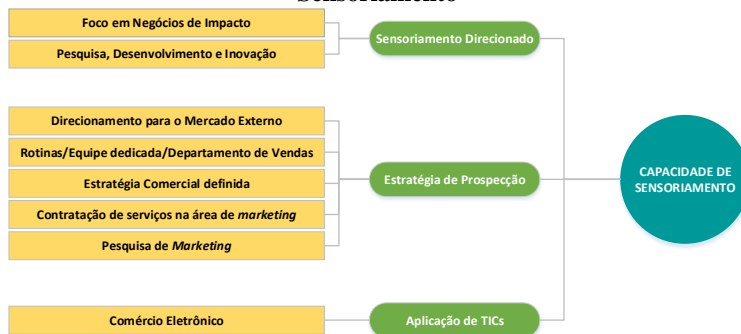 Sensoriamento
Foco em Negócios de Impacto
Pesquisa, Desenvolvimento e Inovação
Sensoriamento Direcionado
Direcionamento para o Mercado Externo
Rotinas/Equipe dedicada/Departamento de Vendas
Estratégia Comercial definida
Contratação de serviços na área de marketing
Pesquisa de Marketing
Estratégia de Prospecção
Comércio Eletrônico
Aplicação de TICs
CAPACIDADE DE
SENSORIAMENTO